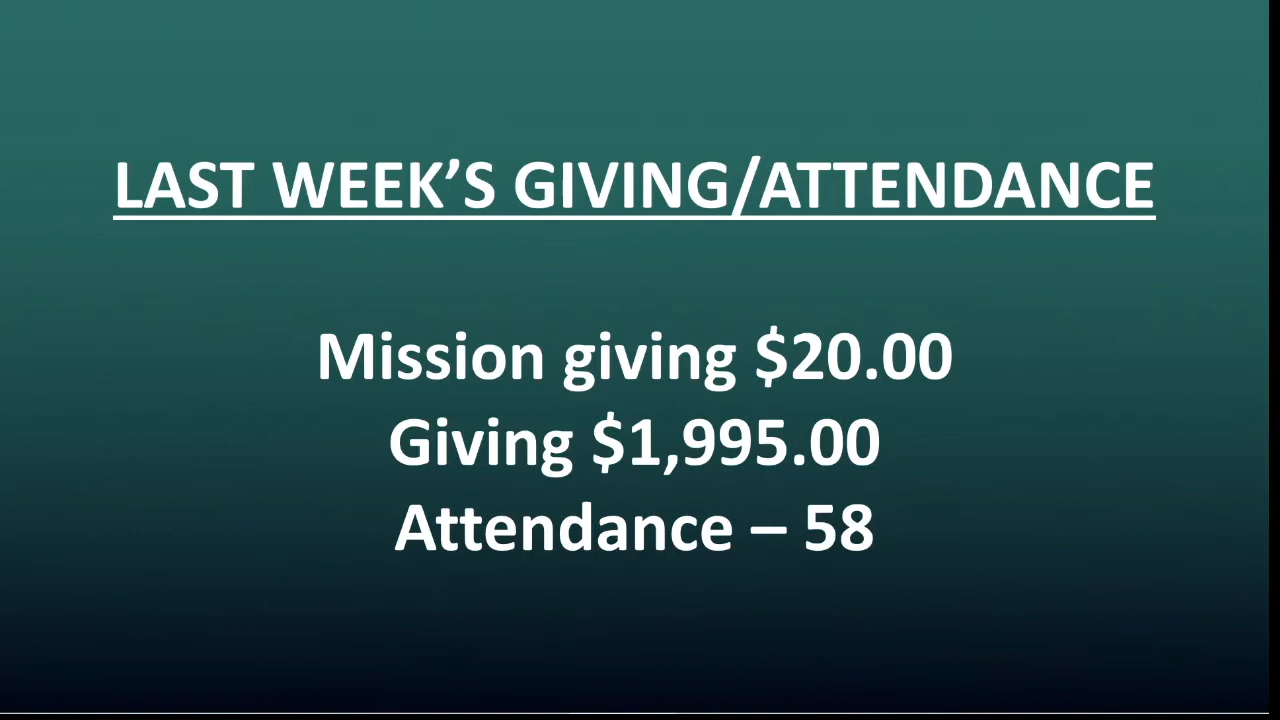 LAST WEEK’S GIVING/ATTENDANCE
Mission giving $20.00
Giving $1,995.00
Attendance – 58